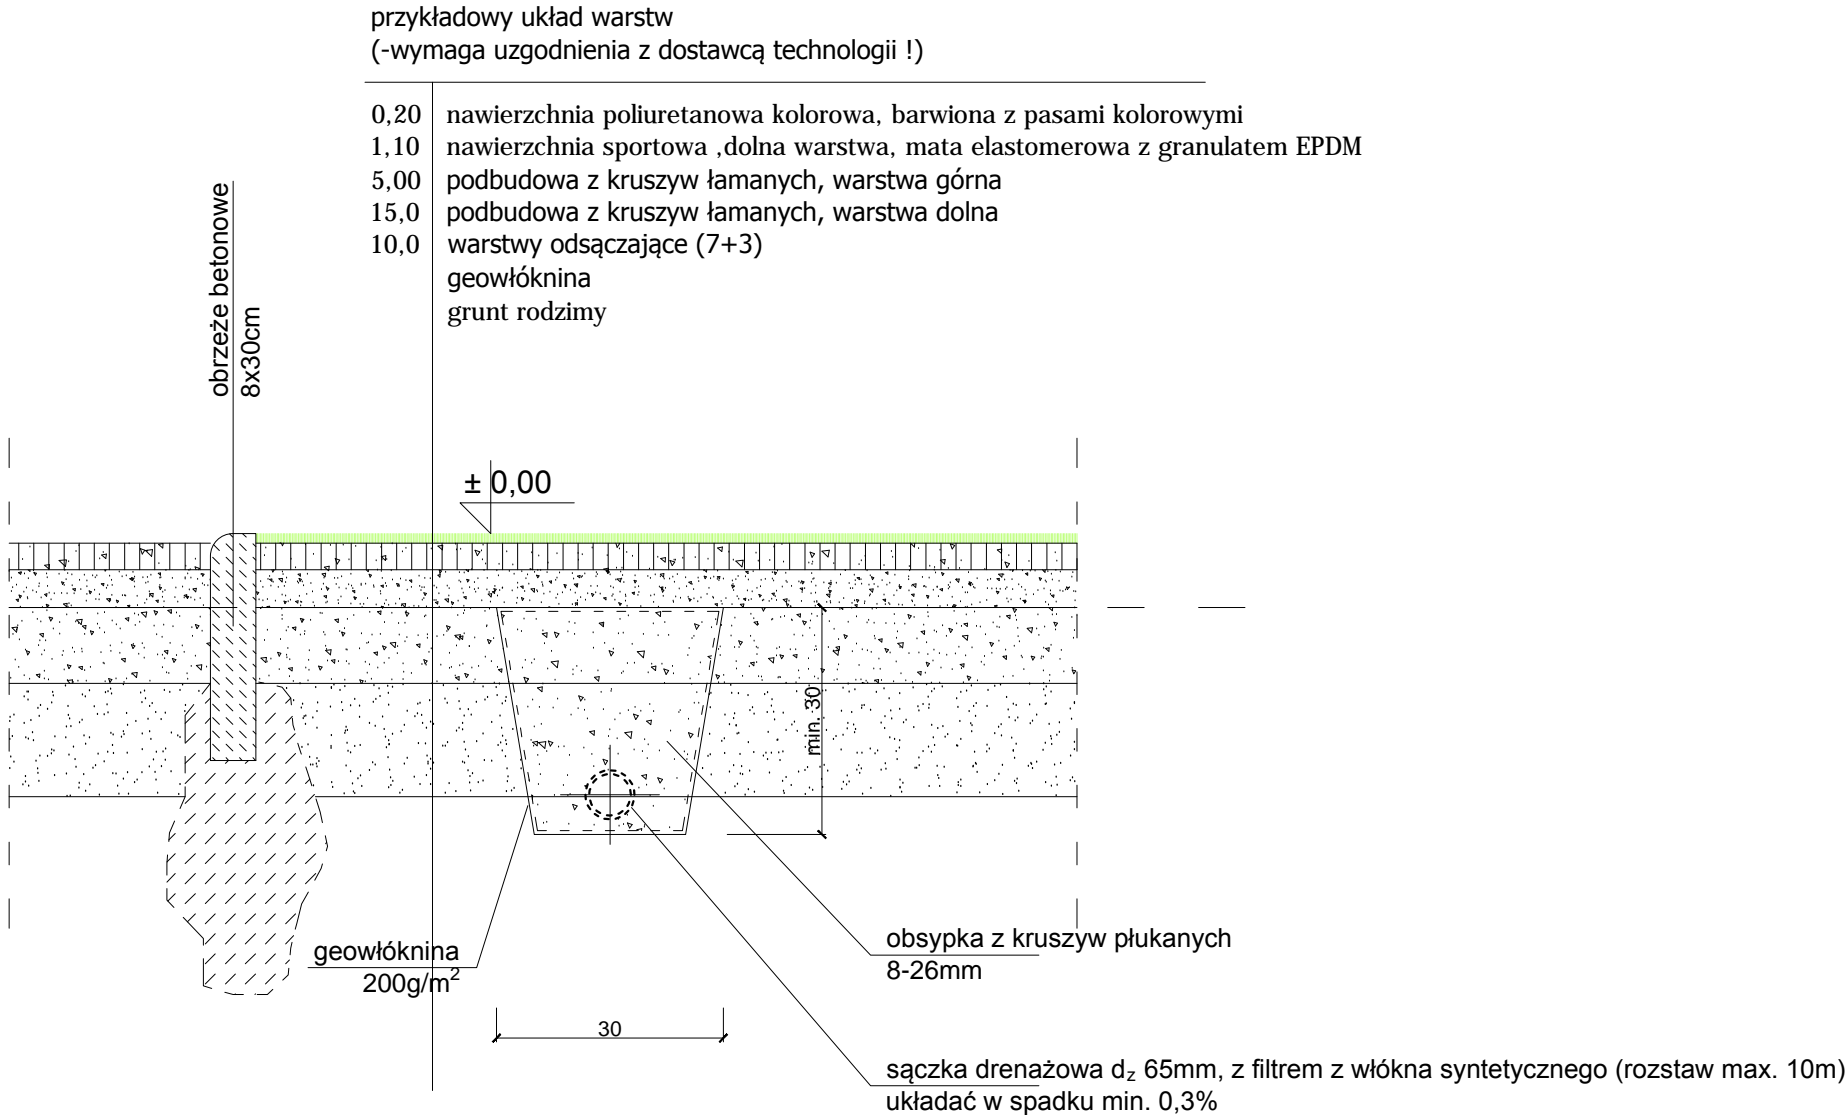 przykładowy układ warstw
(-wymaga uzgodnienia z dostawcą technologii !)
0,20 nawierzchnia poliuretanowa kolorowa, barwiona z pasami kolorowymi
1,10 nawierzchnia sportowa ,dolna warstwa, mata elastomerowa z granulatem EPDM
5,00 podbudowa z kruszyw łamanych, warstwa górna
15,0 podbudowa z kruszyw łamanych, warstwa dolna
10,0 warstwy odsączające (7+3)
geowłóknina
grunt rodzimy
obrzeże betonowe
8x30cm
± 0,00
min. 30
geowłóknina
200g/m²
obsypka z kruszyw płukanych
8-26mm
30
sączka drenażowa d₂ 65mm, z filtrem z włókna syntetycznego (rozstaw max. 10m)
układać w spadku min. 0,3%